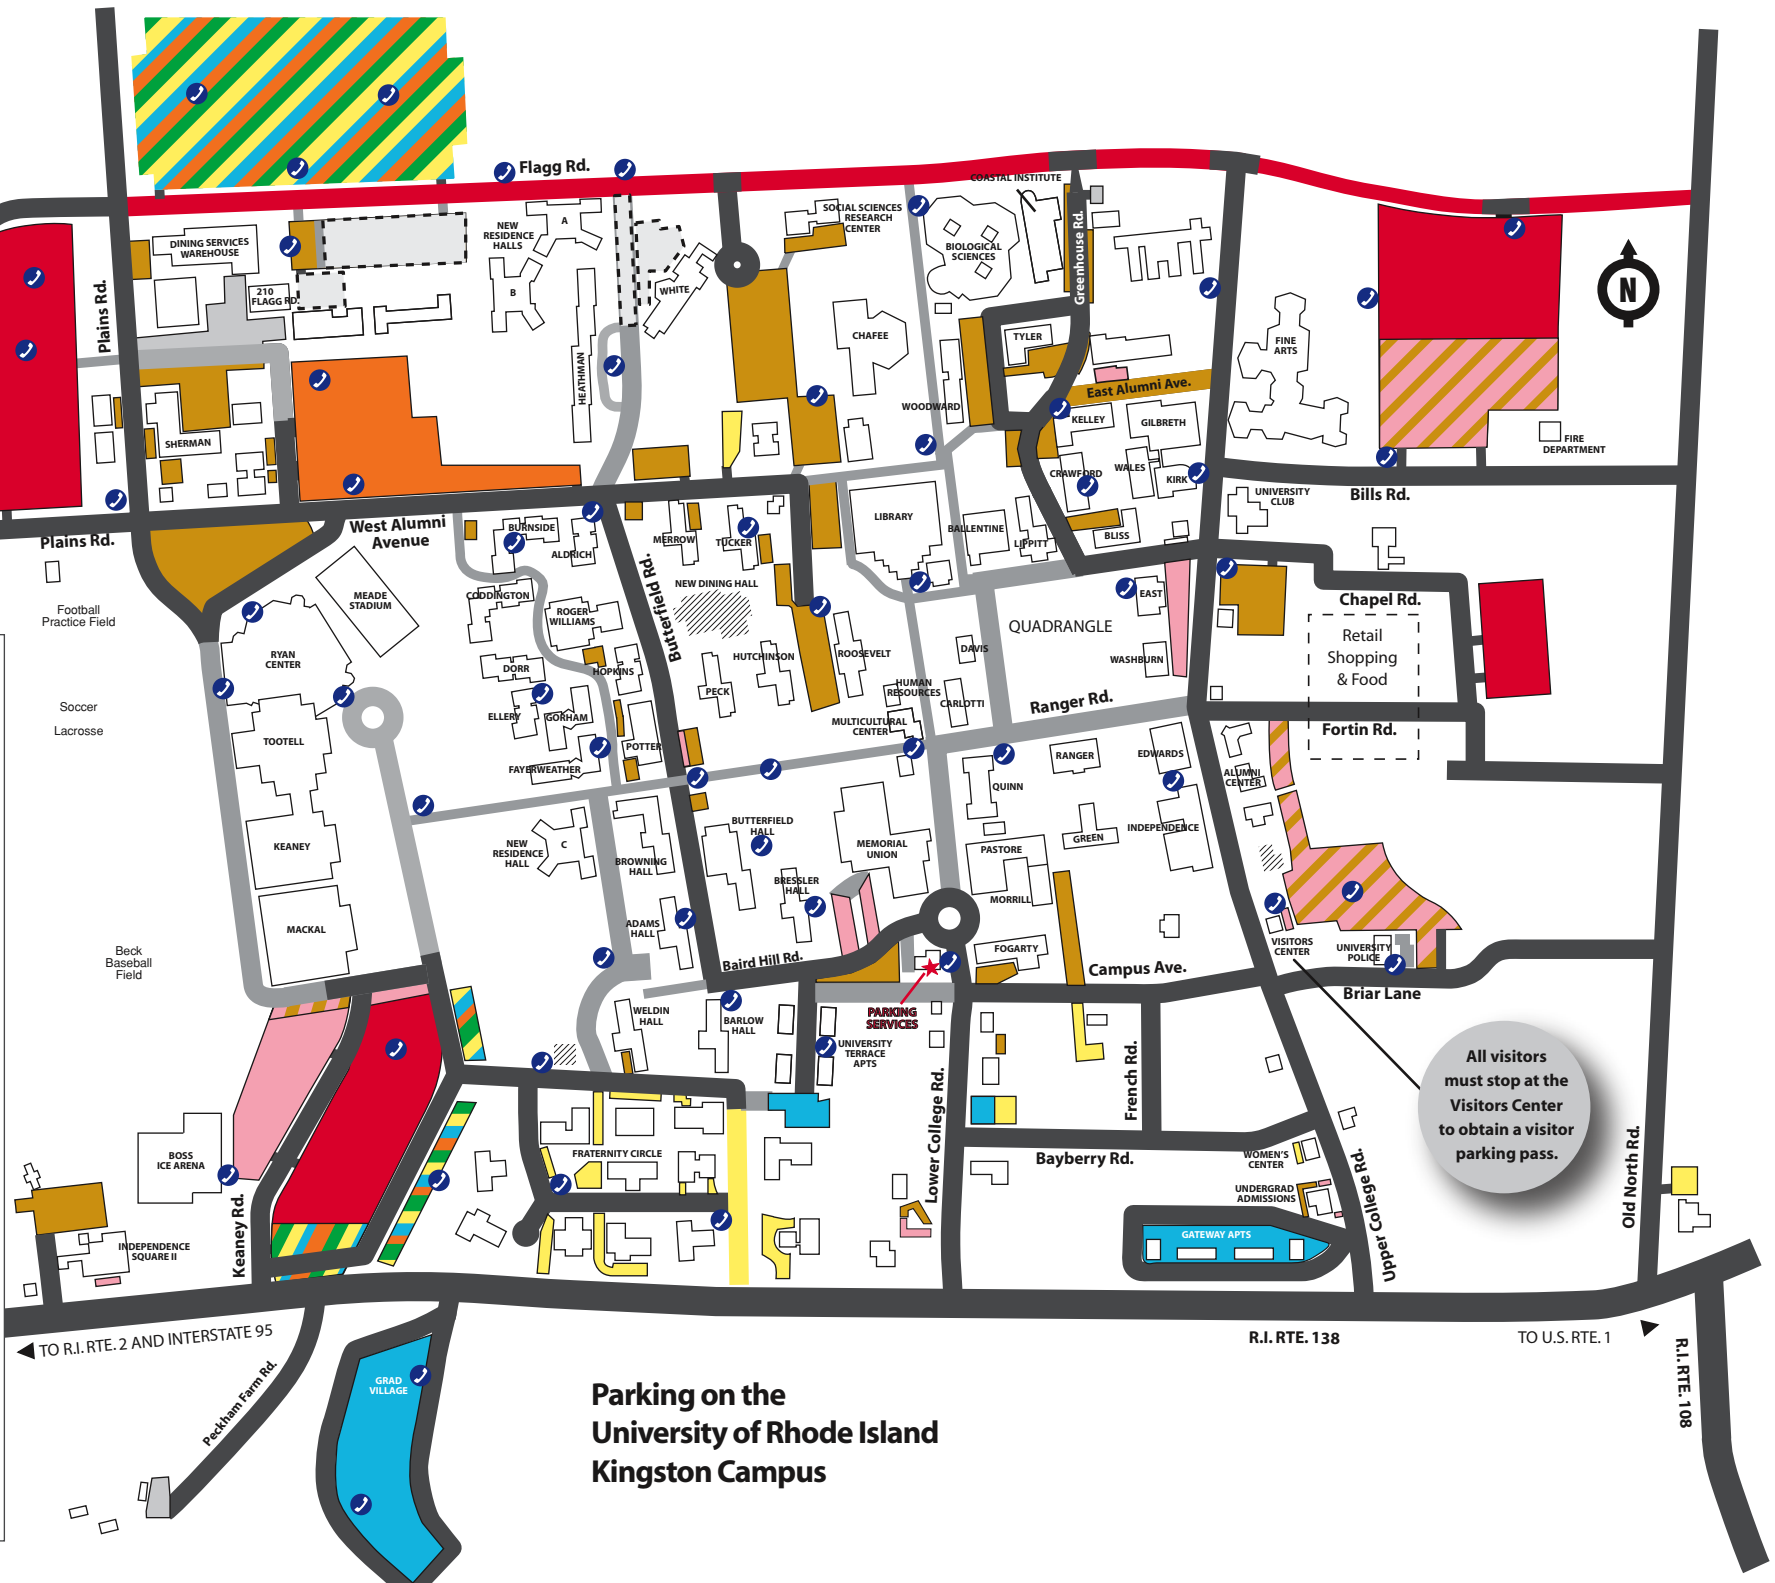 Flagg Rd.
COASTAL INSTITUTE
A
NEW
RESIDENCE
HALLS
SOCIAL SCIENCES
RESEARCH
CENTER
DINING SERVICES
WAREHOUSE
BIOLOGICAL
SCIENCES
Greenhouse Rd.
210
FLAGG RD.
B
WHITE
N
Plains Rd.
CHAFEE
TYLER
FINE
ARTS
HEATHMAN
East Alumni Ave.
WOODWARD
KELLEY
GILBRETH
SHERMAN
FIRE
DEPARTMENT
CRAWFORD
WALES
KIRK
Bills Rd.
UNIVERSITY
CLUB
West Alumni
Avenue
Plains Rd.
BURNSIDE
ALDRICH
MERROW
TUCKER
LIBRARY
BALLENTINE
LIPPITT
BLISS
Butterfield Rd.
NEW DINING HALL
MEADE
STADIUM
CODDINGTON
ROGER
WILLIAMS
EAST
Chapel Rd.
Football
Practice Field
QUADRANGLE
Retail
Shopping
& Food
RYAN
CENTER
DORR
HOPKINS
HUTCHINSON
ROOSEVELT
DAVIS
WASHBURN
PECK
HUMAN
RESOURCES
CARLOTTI
Ranger Rd.
Soccer
Lacrosse
ELLERY
GORHAM
MULTICULTURAL
CENTER
Fortin Rd.
TOOTELL
POTTER
RANGER
EDWARDS
FAYERWEATHER
ALUMNI
CENTER
QUINN
BUTTERFIELD
HALL
INDEPENDENCE
KEANEY
NEW
RESIDENCE
HALL
C
BROWNING
HALL
MEMORIAL
UNION
PASTORE
GREEN
BRESSLER
HALL
MORRILL
MACKAL
ADAMS
HALL
Baird Hill Rd.
FOGARTY
Campus Ave.
VISITORS
CENTER
UNIVERSITY
POLICE
Briar Lane
Beck
Baseball
Field
WELDIN
HALL
BARLOW
HALL
PARKING
SERVICES
UNIVERSITY
TERRACE
APTS
All visitors
must stop at the
Visitors Center
to obtain a visitor
parking pass.
French Rd.
Lower College Rd.
BOSS
ICE ARENA
FRATERNITY CIRCLE
Bayberry Rd.
WOMEN'S
CENTER
UNDERGRAD
ADMISSIONS
Upper College Rd.
Old North Rd.
Keaney Rd.
INDEPENDENCE
SQUARE II
GATEWAY APTS
TO R.I. RTE. 2 AND INTERSTATE 95
R.I. RTE. 138
TO U.S. RTE. 1
R.I. RTE. 108
Peckham Farm Rd.
GRAD
VILLAGE
Parking on the
University of Rhode Island
Kingston Campus